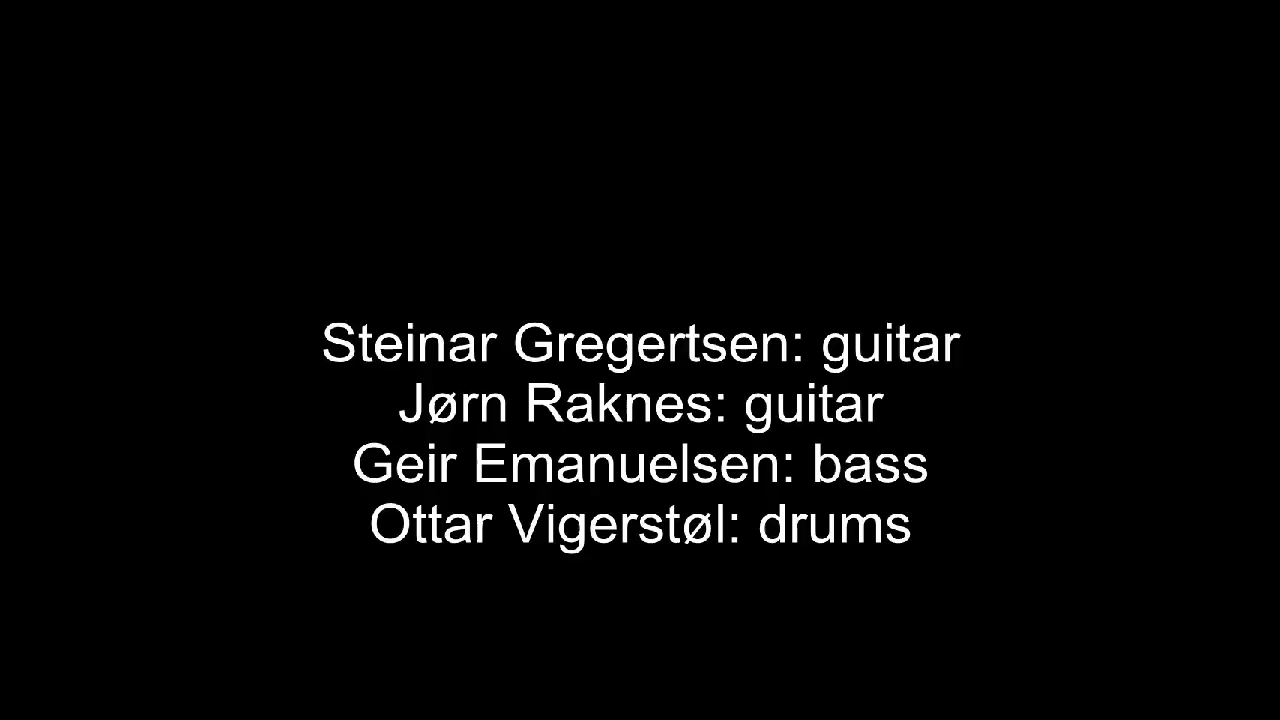 Steinar Gregertsen: guitar
Jørn Raknes: guitar
Geir Emanuelsen: bass
Ottar Vigerstøl: drums